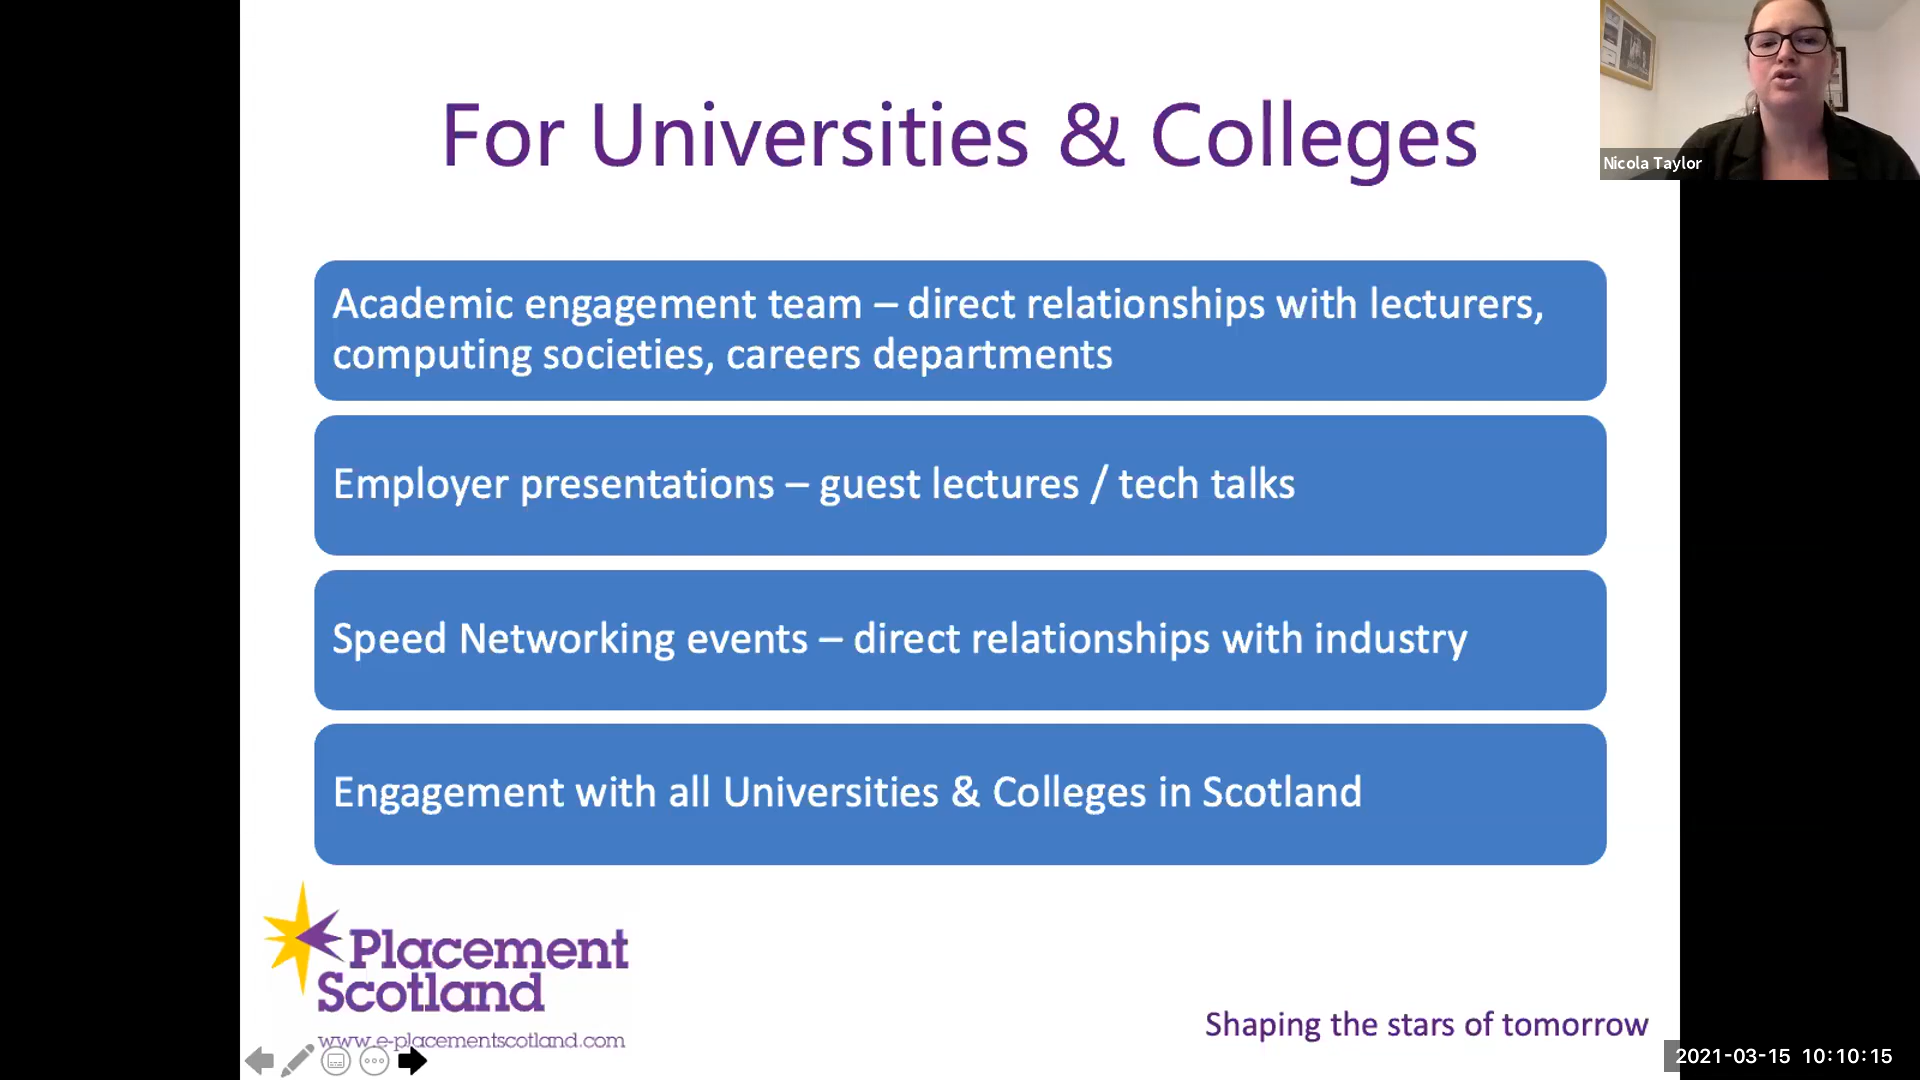 For Universities & Colleges
Nicola Taylor
Academic engagement team – direct relationships with lecturers,
computing societies, careers departments
Employer presentations – guest lectures / tech talks
Speed Networking events – direct relationships with industry
Engagement with all Universities & Colleges in Scotland
Placement
Scotland
www.e-placementscotland.com
Shaping the stars of tomorrow
2021-03-15 10:10:15